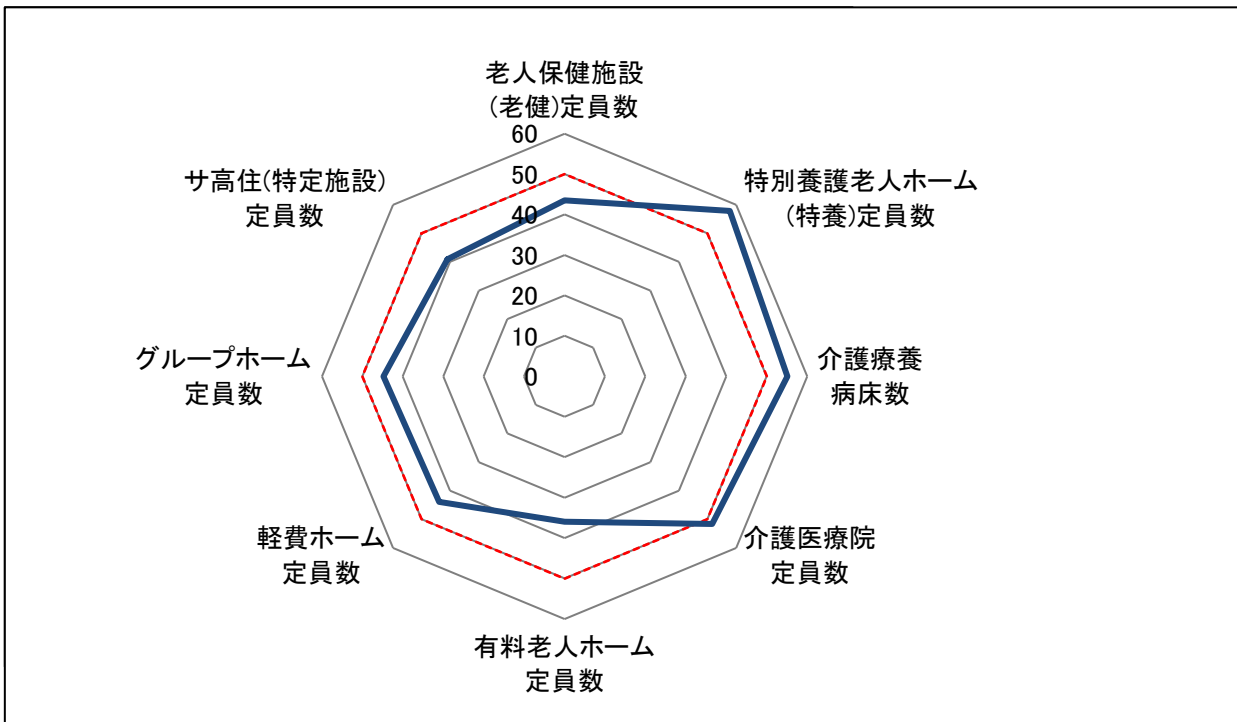 老人保健施設
(老健)定員数
特別養護老人ホーム
(特養)定員数
介護療養
病床数
介護医療院
定員数
有料老人ホーム
定員数
軽費ホーム
定員数
グループホーム
定員数
サ高住(特定施設)
定員数
60
50
40
30
20
10
0